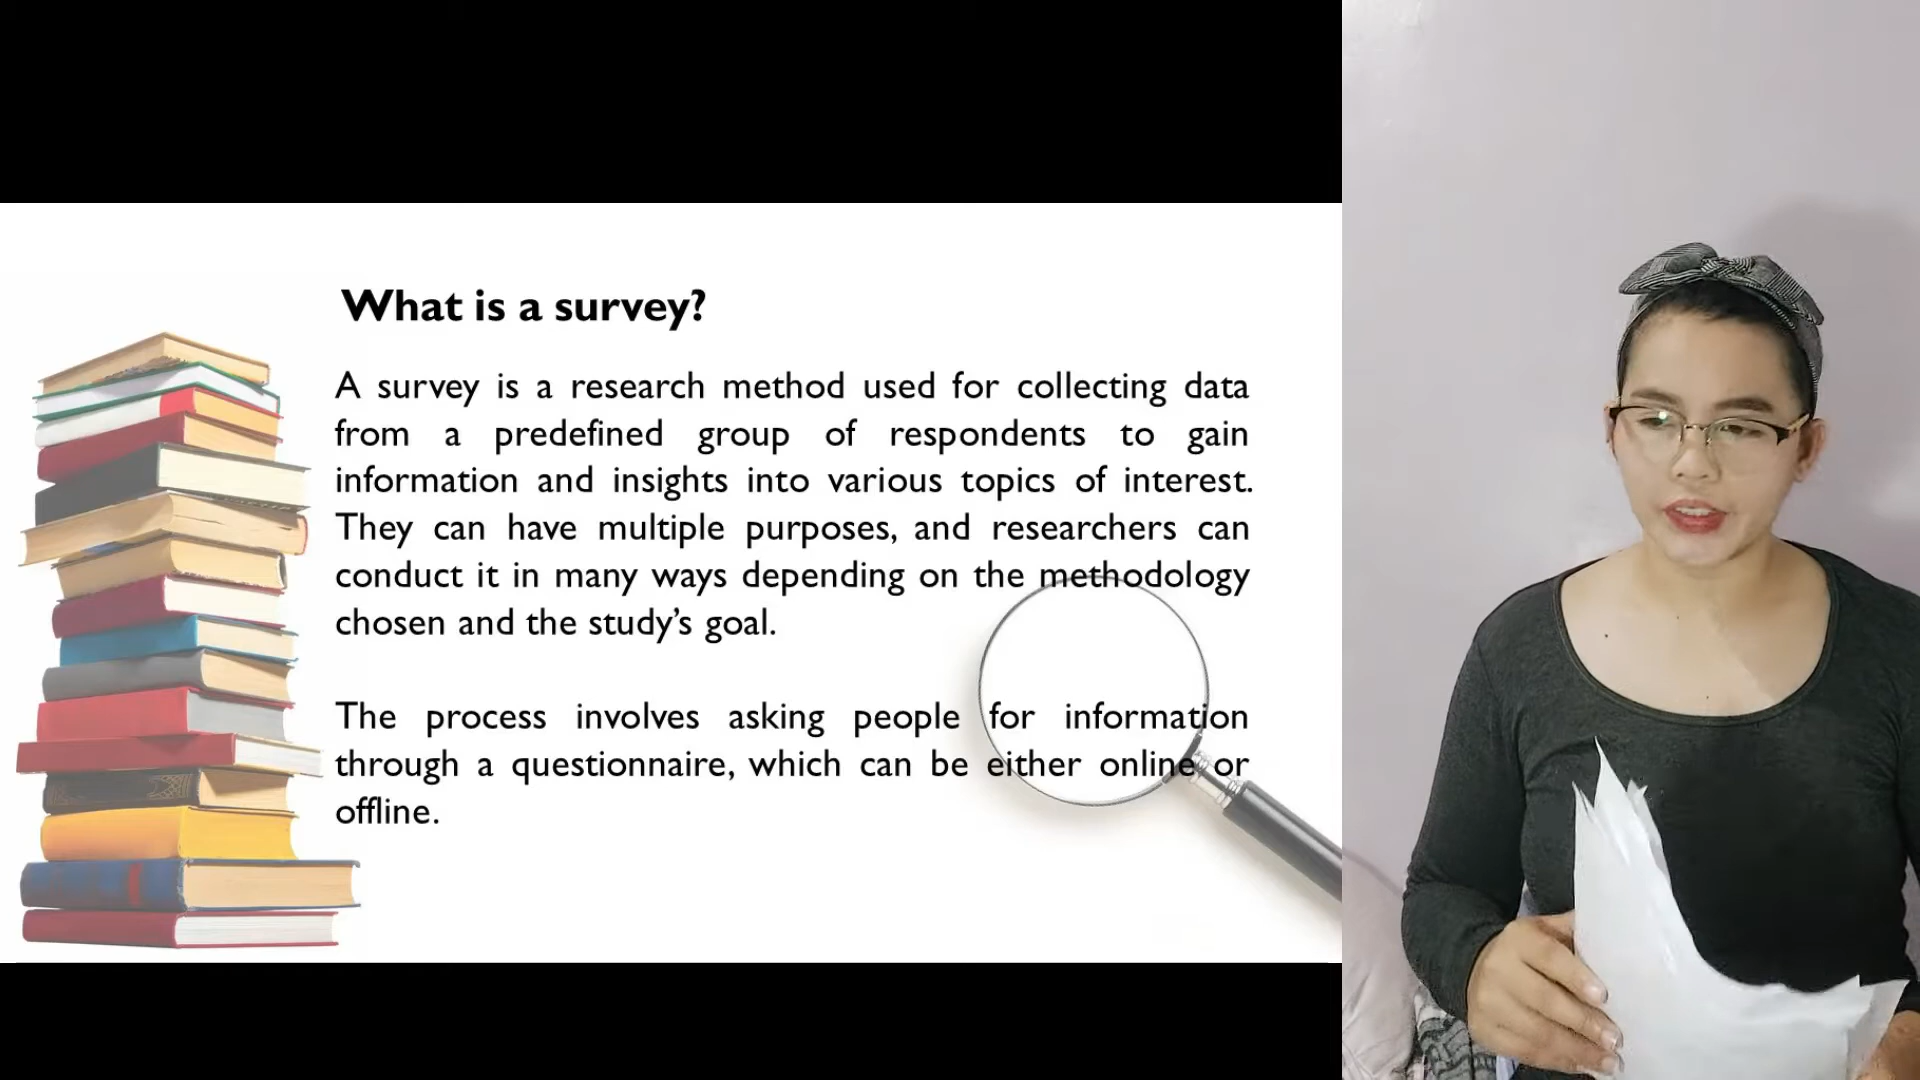 What is a survey?
A survey is a research method used for collecting data
from a predefined group of respondents to gain
information and insights into various topics of interest.
They can have multiple purposes, and researchers can
conduct it in many ways depending on the methodology
chosen and the study’s goal.
The process involves asking people for information
through a questionnaire, which can be either online or
offline.